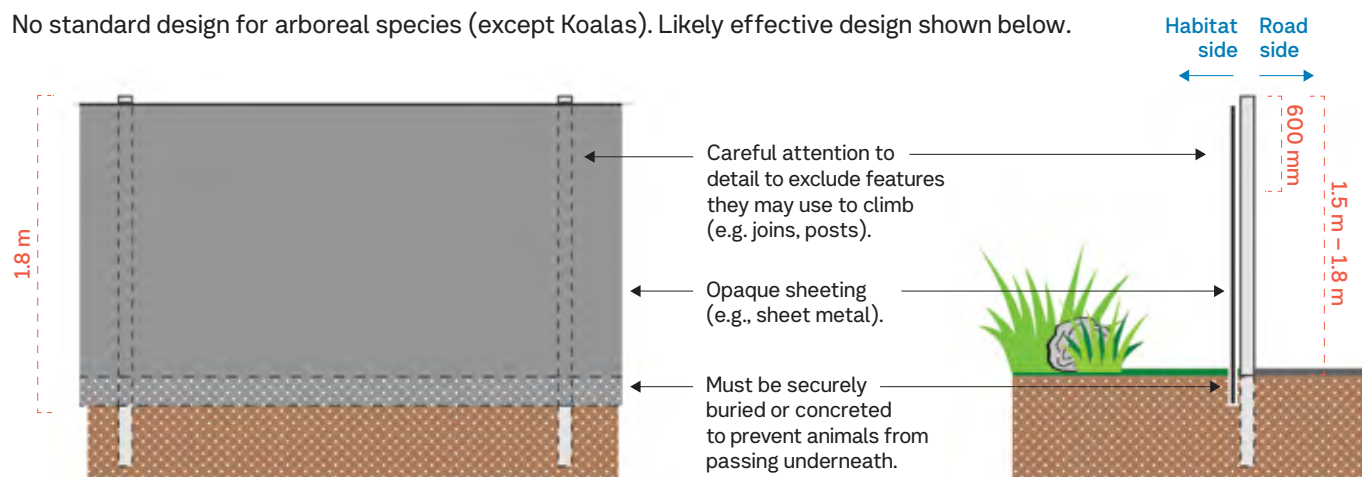 No standard design for arboreal species (except Koalas). Likely effective design shown below.
Habitat side
Road side
1.8 m
Careful attention to
detail to exclude features
they may use to climb
(e.g. joins, posts).
Opaque sheeting
(e.g., sheet metal).
Must be securely
buried or concreted
to prevent animals from
passing underneath.
600 mm
1.5 m – 1.8 m